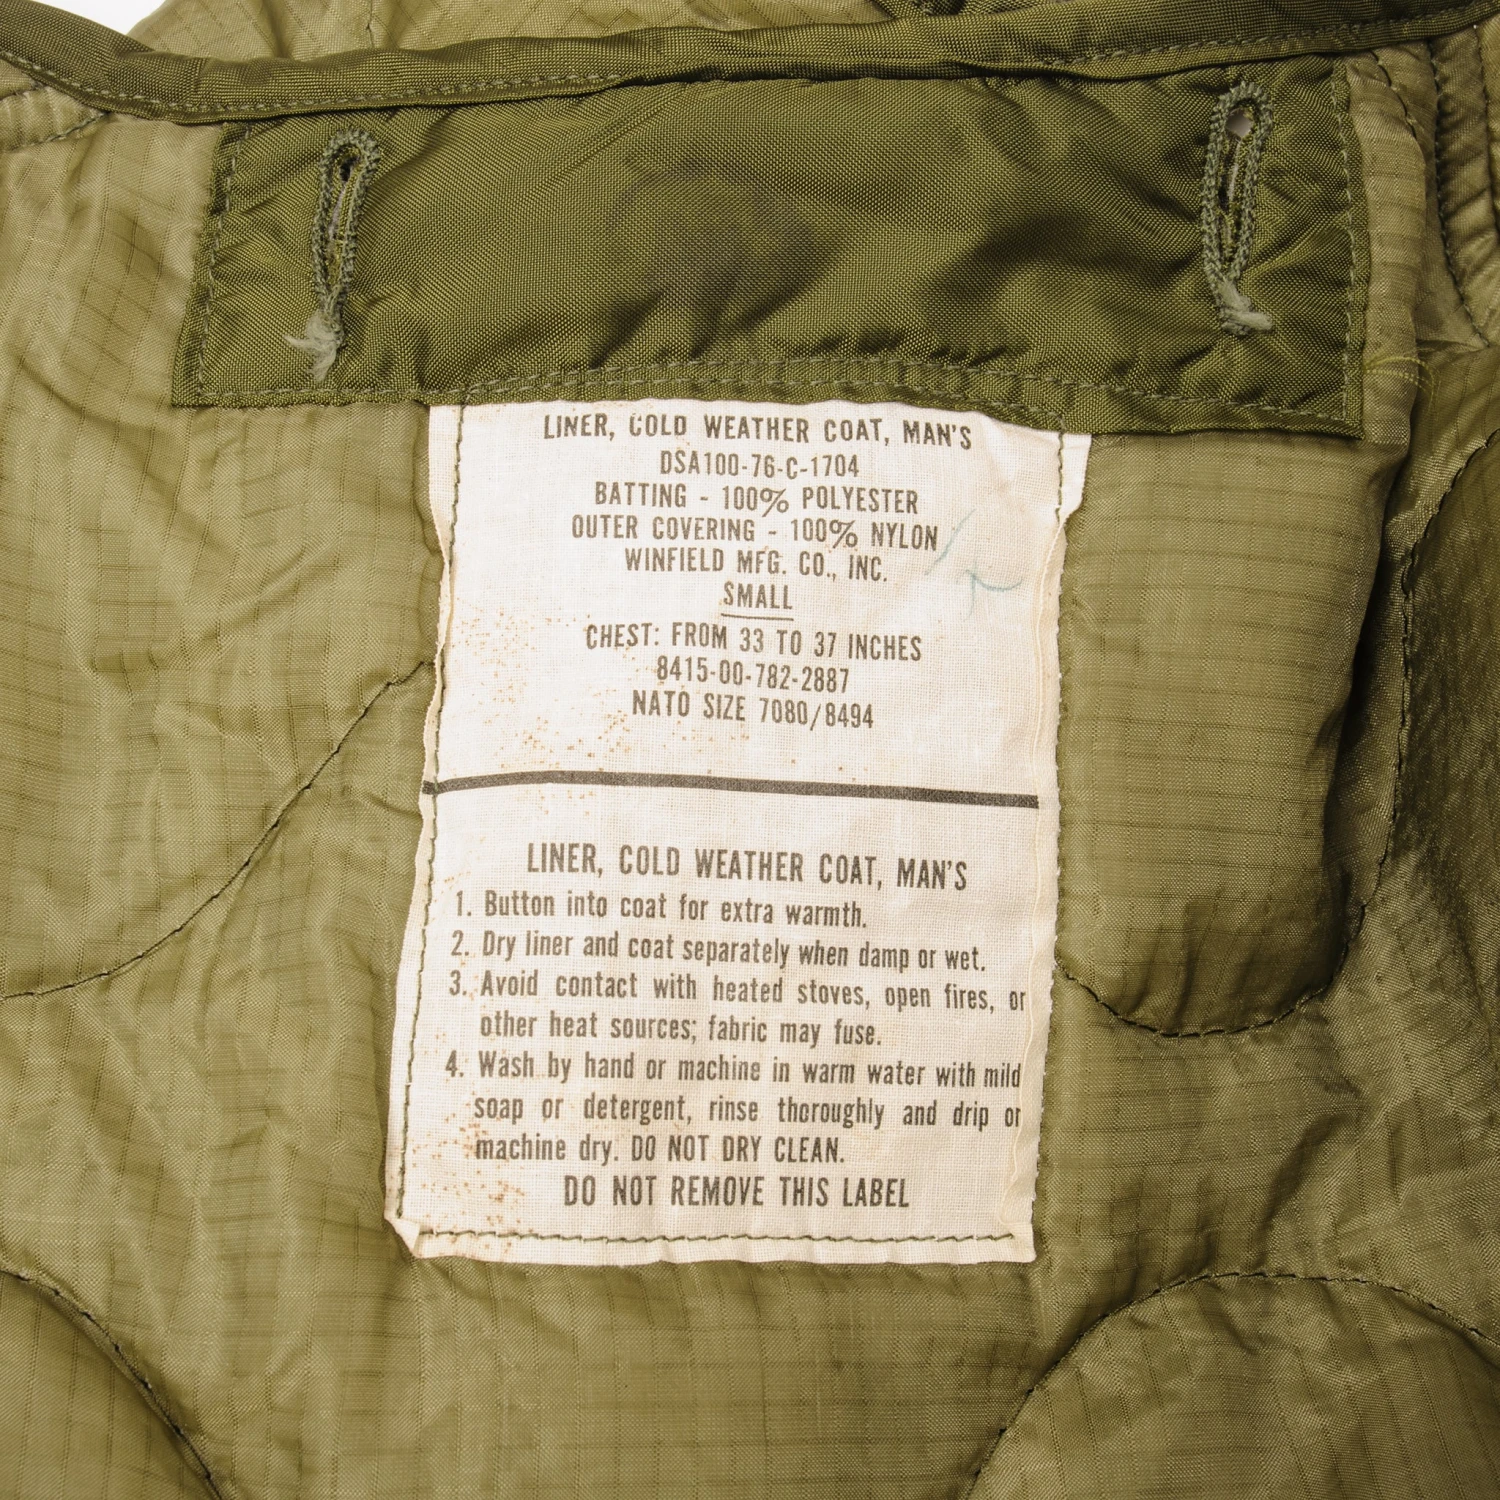 LINER, COLD WEATHER COAT, MAN'S
DSA100-76-C-1704
BATTING - 100% POLYESTER
OUTER COVERING - 100% NYLON
WINFIELD MFG. CO., INC.
SMALL
CHEST: FROM 33 TO 37 INCHES
8415-00-782-2887
NATO SIZE 7080/8494
LINER, COLD WEATHER COAT, MAN'S
1. Button into coat for extra warmth.
2. Dry liner and coat separately when damp or wet.
3. Avoid contact with heated stoves, open fires, or
other heat sources; fabric may fuse.
4. Wash by hand or machine in warm water with mild
soap or detergent, rinse thoroughly and drip or
machine dry. DO NOT DRY CLEAN.
DO NOT REMOVE THIS LABEL